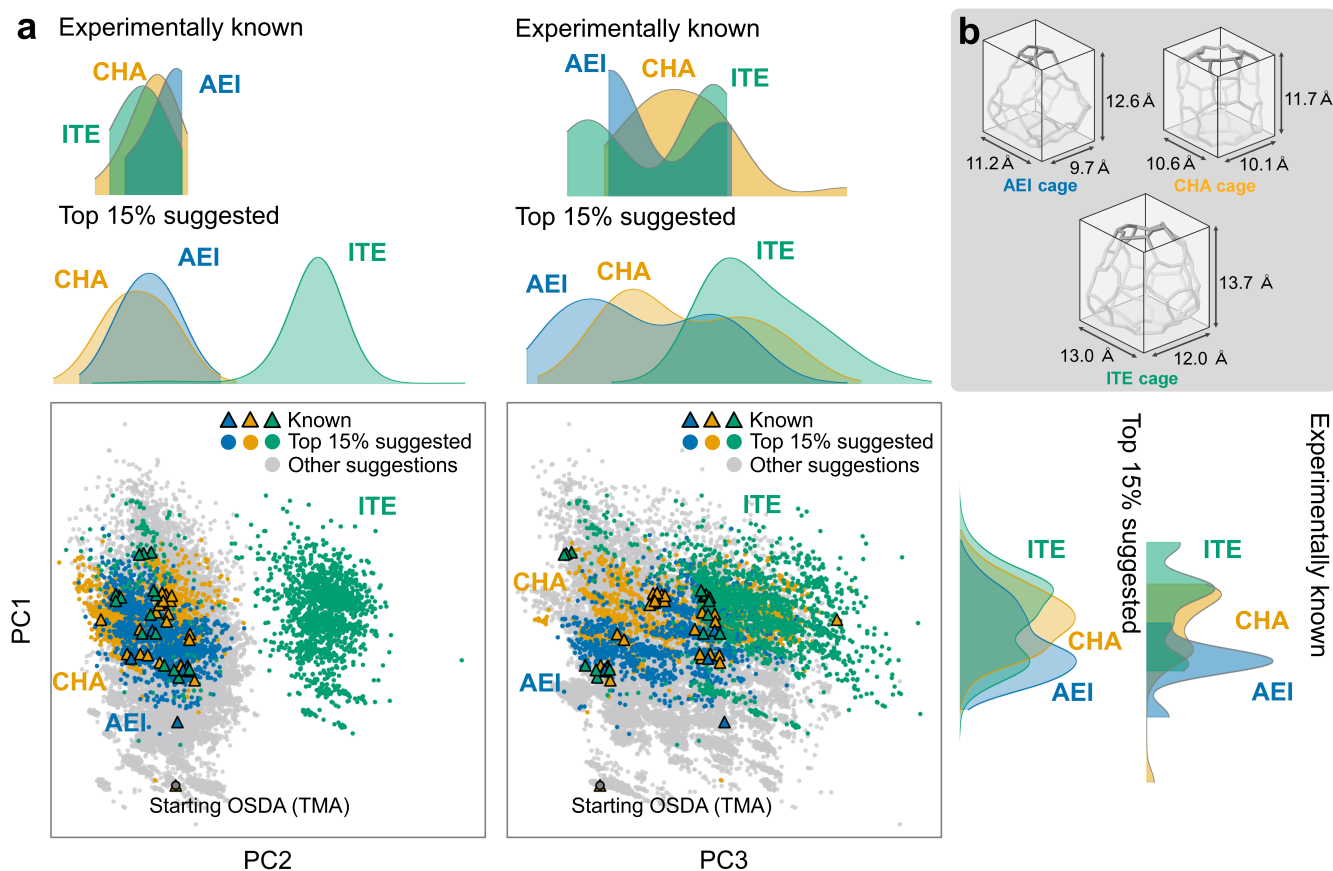 a
Experimentally known
CHA
AEI
ITE
Top 15% suggested
CHA
AEI
ITE
Experimentally known
AEI
CHA
ITE
Top 15% suggested
AEI
CHA
ITE
b
12.6 Å
11.2 Å
9.7 Å
AEI cage
11.7 Å
10.6 Å
10.1 Å
CHA cage
13.7 Å
13.0 Å
12.0 Å
ITE cage
Known
Top 15% suggested
Other suggestions
ITE
CHA
AEI
Starting OSDA (TMA)
PC1
PC2
Known
Top 15% suggested
Other suggestions
ITE
CHA
AEI
Starting OSDA (TMA)
PC3
Top 15% suggested
ITE
CHA
AEI
Experimentally known
ITE
CHA
AEI